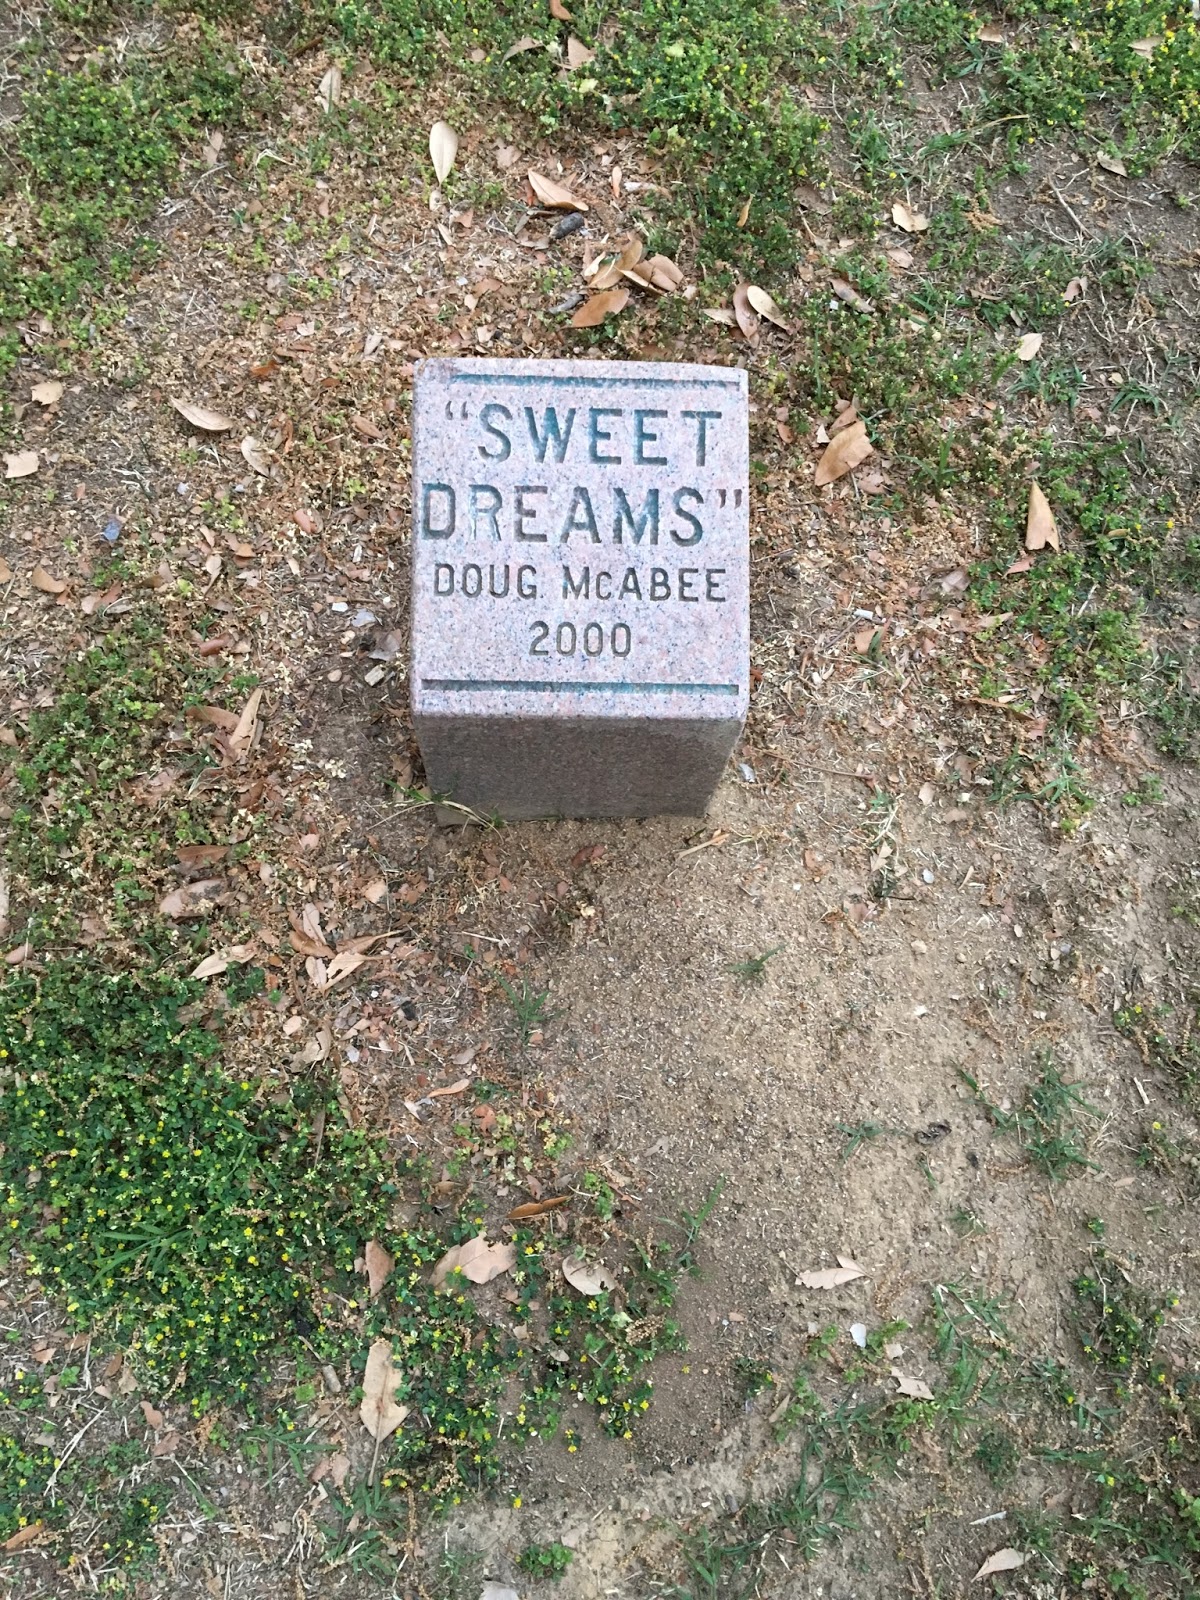 “SWEET
DREAMS”
DOUG McABEE
2000